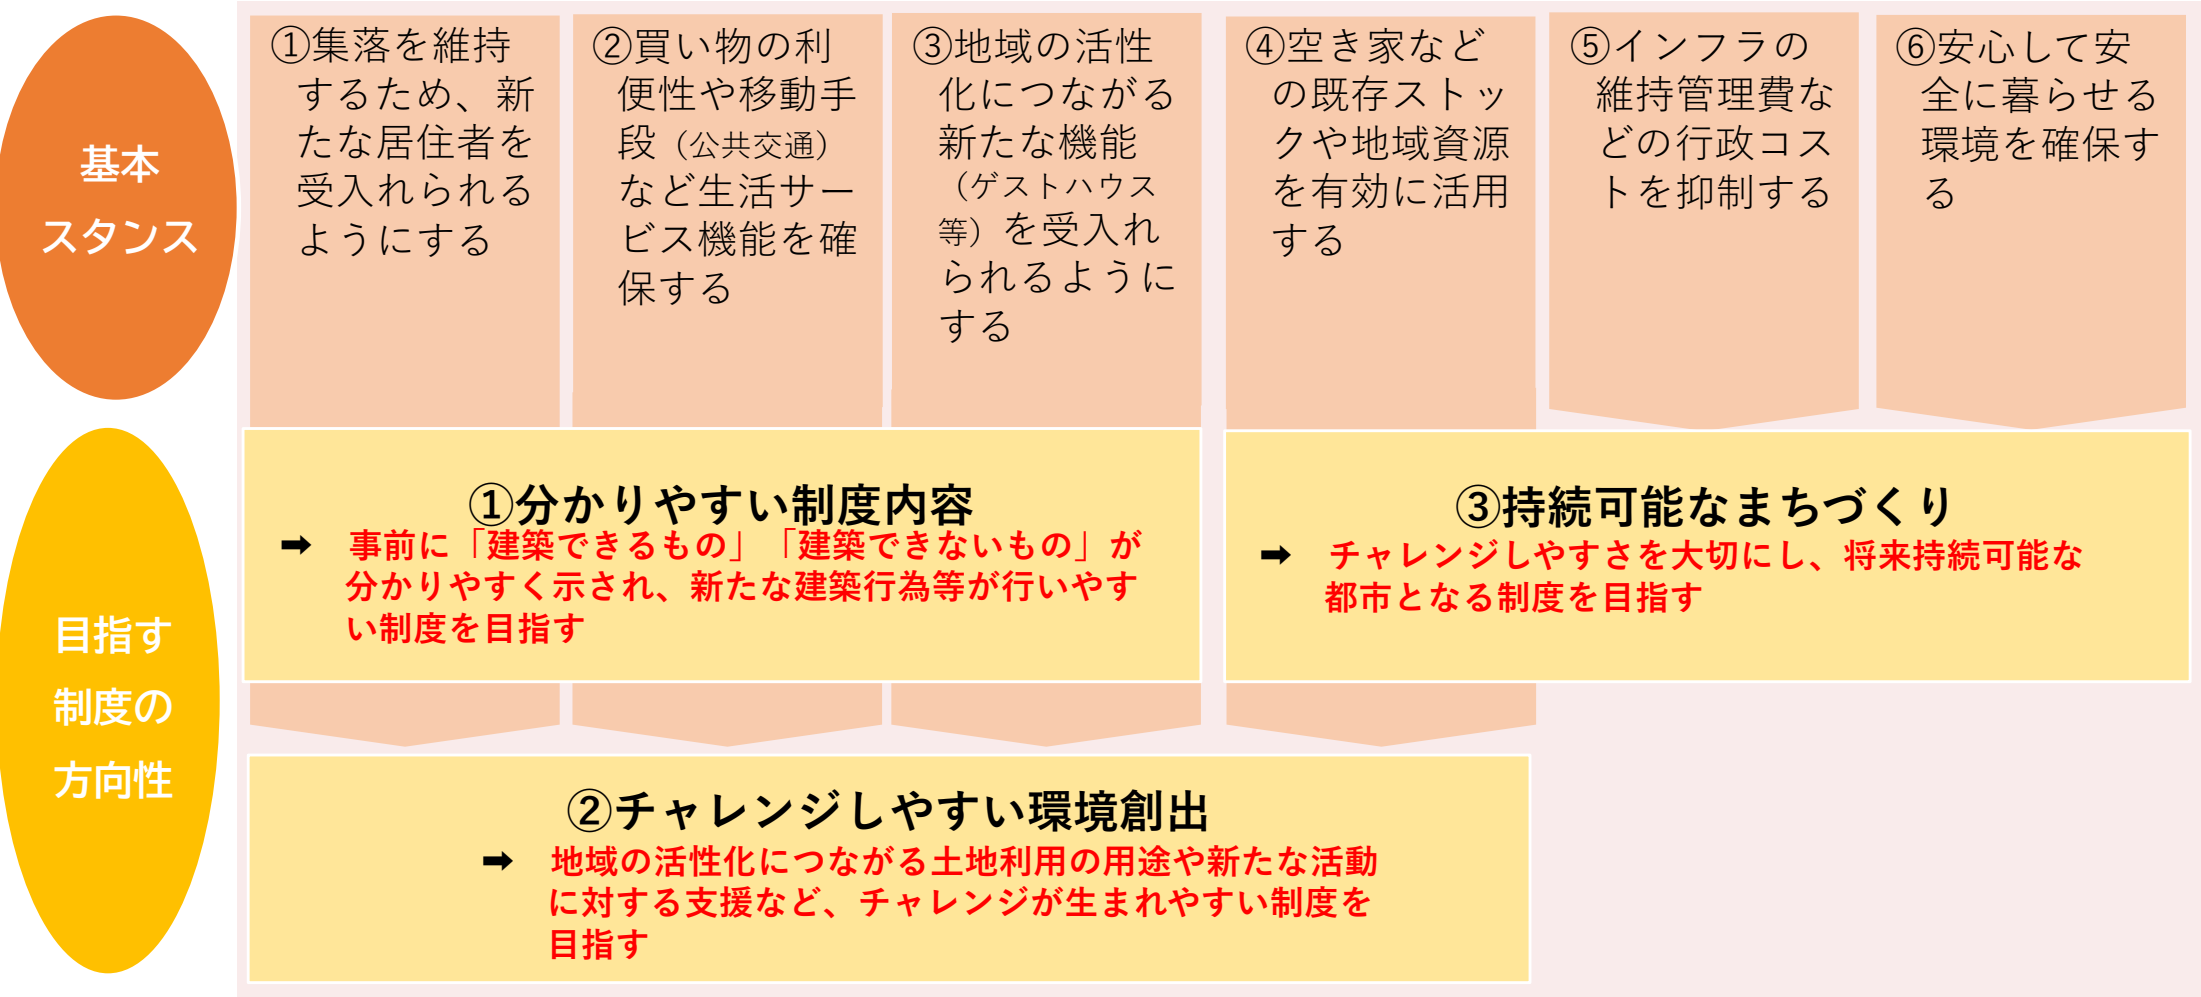 基本
スタンス
①集落を維持
するため、新
たな居住者を
受入れられる
ようにする
②買い物の利
便性や移動手
段（公共交通）
など生活サー
ビス機能を確
保する
③地域の活性
化につながる
新たな機能
（ゲストハウス
等）を受入れ
られるように
する
④空き家など
の既存ストッ
クや地域資源
を有効に活用
する
⑤インフラの
維持管理費な
どの行政コス
トを抑制する
⑥安心して安
全に暮らせる
環境を確保す
る
目指す
制度の
方向性
①分かりやすい制度内容
➡ 事前に「建築できるもの」「建築できないもの」が
分かりやすく示され、新たな建築行為等が行いやす
い制度を目指す
③持続可能なまちづくり
➡ チャレンジしやすさを大切にし、将来持続可能な
都市となる制度を目指す
②チャレンジしやすい環境創出
➡ 地域の活性化につながる土地利用の用途や新たな活動
に対する支援など、チャレンジが生まれやすい制度を
目指す